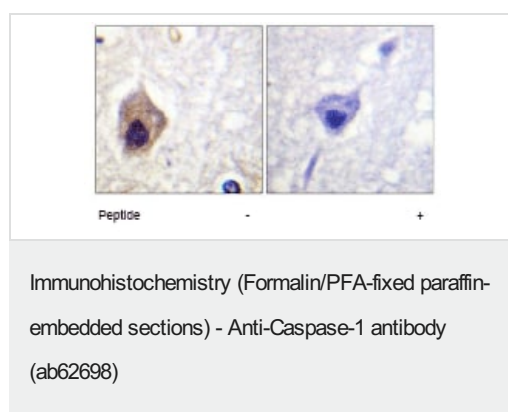 Peptide - +
Immunohistochemistry (Formalin/PFA-fixed paraffin-
embedded sections) - Anti-Caspase-1 antibody
(ab62698)